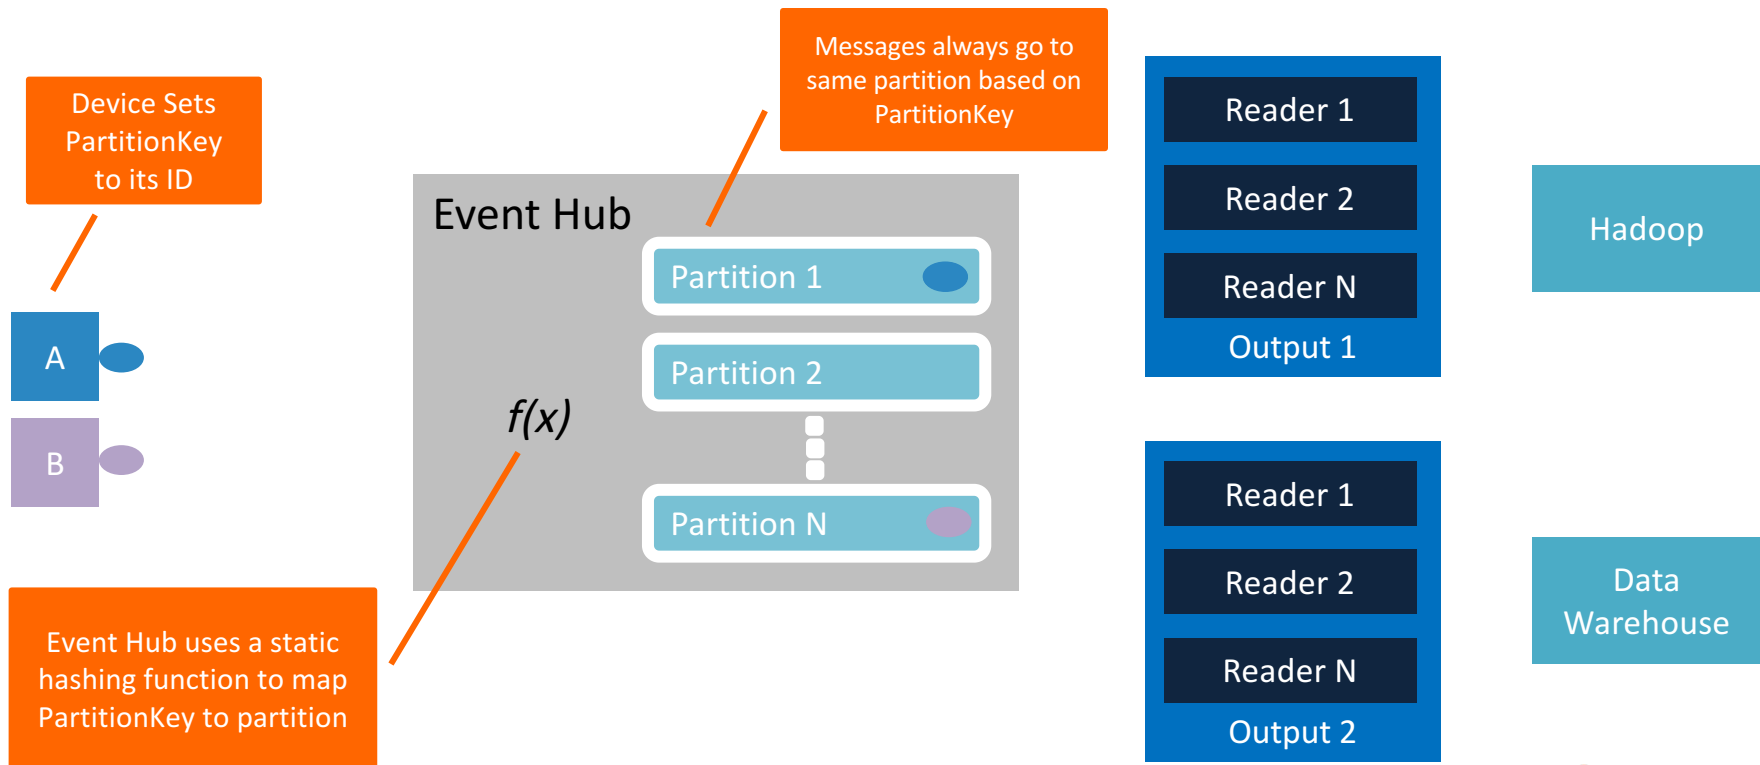 Device Sets
PartitionKey
to its ID
A
B
Event Hub uses a static
hashing function to map
PartitionKey to partition
Messages always go to
same partition based on
PartitionKey
Event Hub
Partition 1
Partition 2
f(x)
Partition N
Reader 1
Reader 2
Reader N
Output 1
Reader 1
Reader 2
Reader N
Output 2
Hadoop
Data
Warehouse